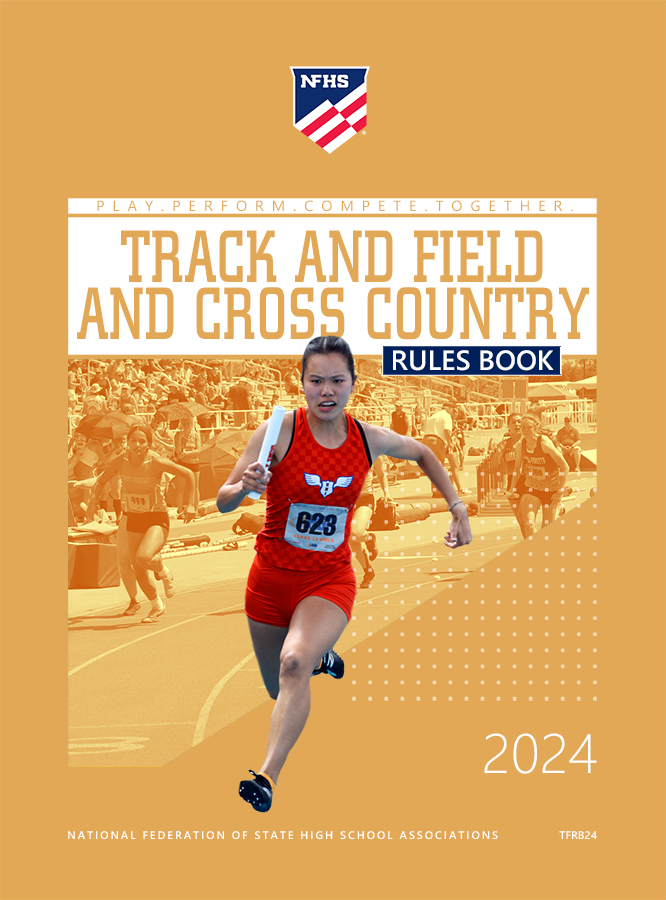 NFHS
PLAY.PERFORM.COMPETE.TOGETHER.
TRACK AND FIELD
AND CROSS COUNTRY
RULES BOOK
623
2024
NATIONAL FEDERATION OF STATE HIGH SCHOOL ASSOCIATIONS TFRB24